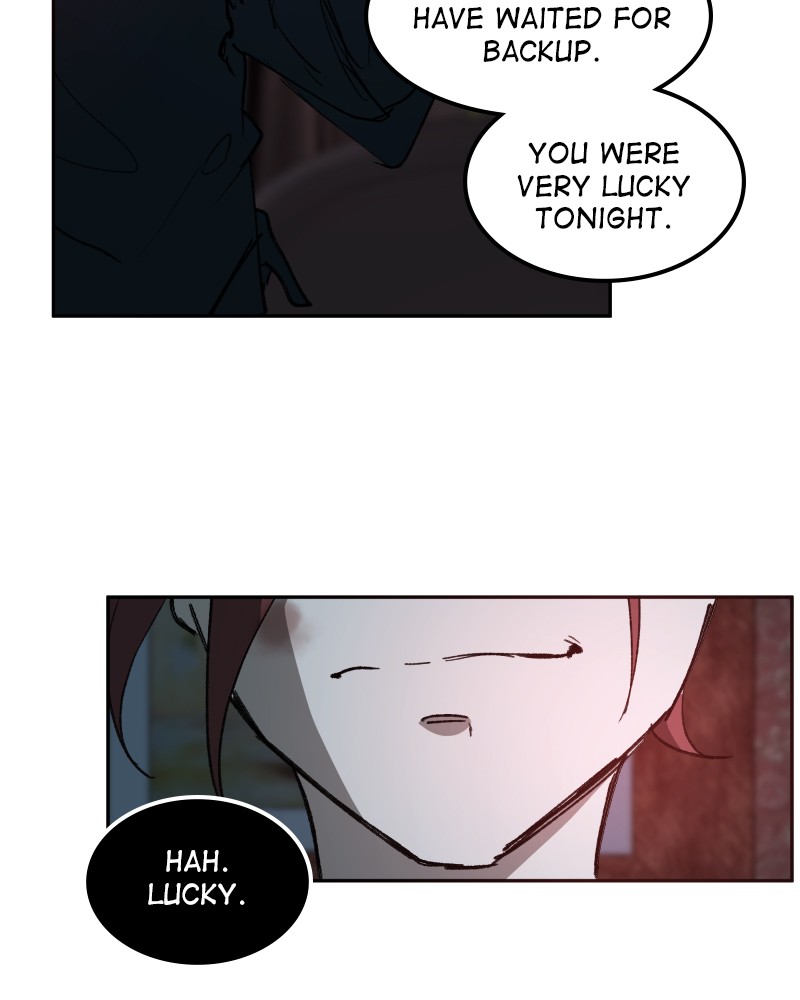 HAVE WAITED FOR
BACKUP.
YOU WERE
VERY LUCKY
TONIGHT.
HAH.
LUCKY.